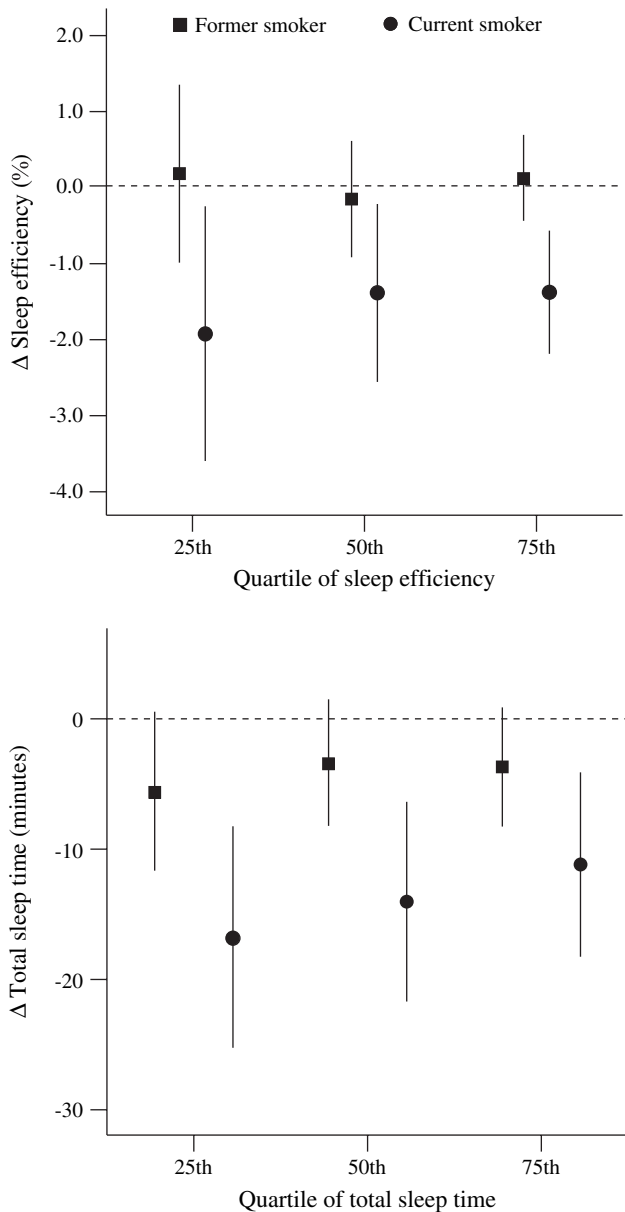 Former smoker Current smoker
2.0
1.0
0.0
-1.0
-2.0
-3.0
-4.0
Δ Sleep efficiency (%)
25th 50th 75th
Quartile of sleep efficiency
0
-10
-20
-30
Δ Total sleep time (minutes)
25th 50th 75th
Quartile of total sleep time